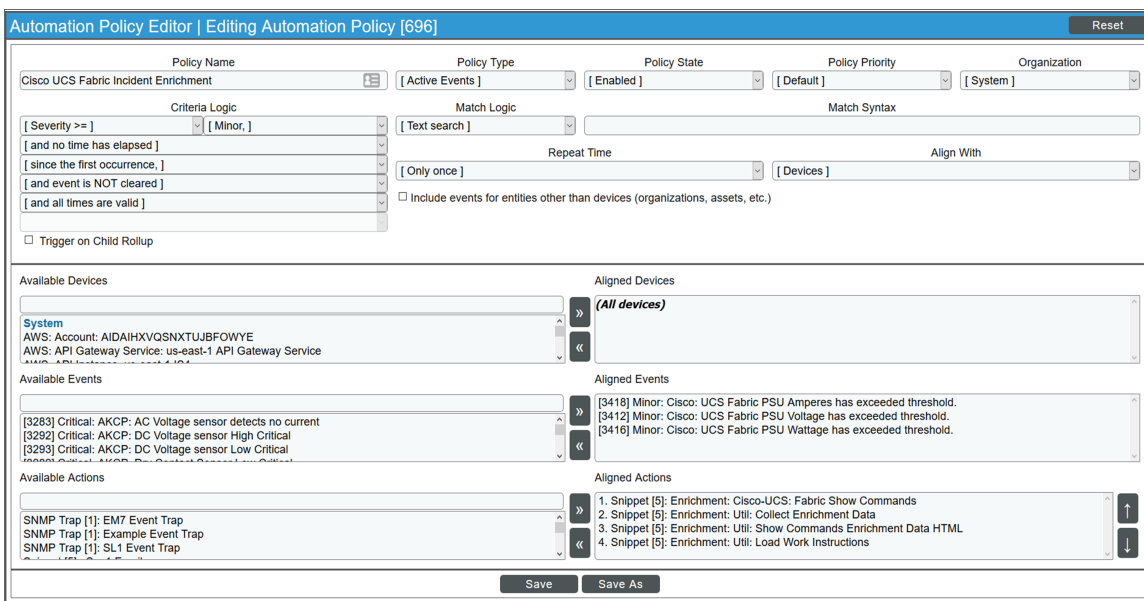 Automation Policy Editor | Editing Automation Policy [696]
Reset
Policy Name
Policy Type
Policy State
Policy Priority
Organization
Cisco UCS Fabric Incident Enrichment
[ Active Events ]
[ Enabled ]
[ Default ]
[ System ]
Criteria Logic
Match Logic
Match Syntax
[ Severity >= ]
[ Minor, ]
[ Text search ]
[ and no time has elapsed ]
Repeat Time
Align With
[ since the first occurrence, ]
[ Only once ]
[ Devices ]
[ and event is NOT cleared ]
[ and all times are valid ]
Include events for entities other than devices (organizations, assets, etc.)
Trigger on Child Rollup
Available Devices
Aligned Devices
System
AWS: Account: AIDAIHXVQSNXTUJBFOWYE
AWS: API Gateway Service: us-east-1 API Gateway Service
(All devices)
Available Events
Aligned Events
[3283] Critical: AKCP: AC Voltage sensor detects no current
[3292] Critical: AKCP: DC Voltage sensor High Critical
[3293] Critical: AKCP: DC Voltage sensor Low Critical
[3418] Minor: Cisco: UCS Fabric PSU Amperes has exceeded threshold.
[3412] Minor: Cisco: UCS Fabric PSU Voltage has exceeded threshold.
[3416] Minor: Cisco: UCS Fabric PSU Wattage has exceeded threshold.
Available Actions
Aligned Actions
SNMP Trap [1]: EM7 Event Trap
SNMP Trap [1]: Example Event Trap
SNMP Trap [1]: SL1 Event Trap
1. Snippet [5]: Enrichment: Cisco-UCS: Fabric Show Commands
2. Snippet [5]: Enrichment: Util: Collect Enrichment Data
3. Snippet [5]: Enrichment: Util: Show Commands Enrichment Data HTML
4. Snippet [5]: Enrichment: Util: Load Work Instructions
Save
Save As